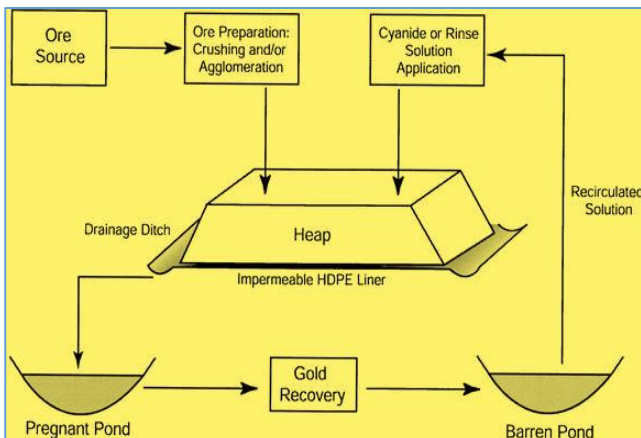 Ore
Source
Ore Preparation:
Crushing and/or
Agglomeration
Cyanide or Rinse
Solution
Application
Recirculated
Solution
Drainage Ditch
Heap
Impermeable HDPE Liner
Pregnant Pond
Gold
Recovery
Barren Pond